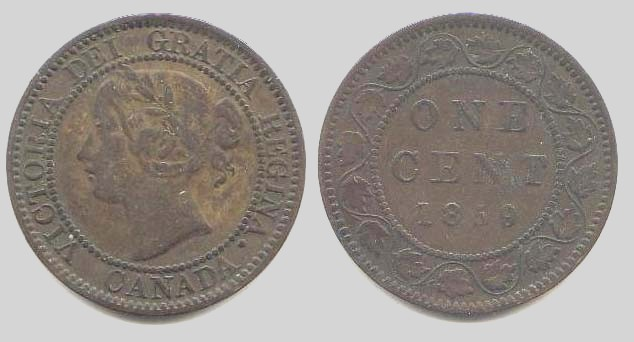 VICTORIA DEI GRATIA REGINA.
CANADA
ONE
CENT
1859